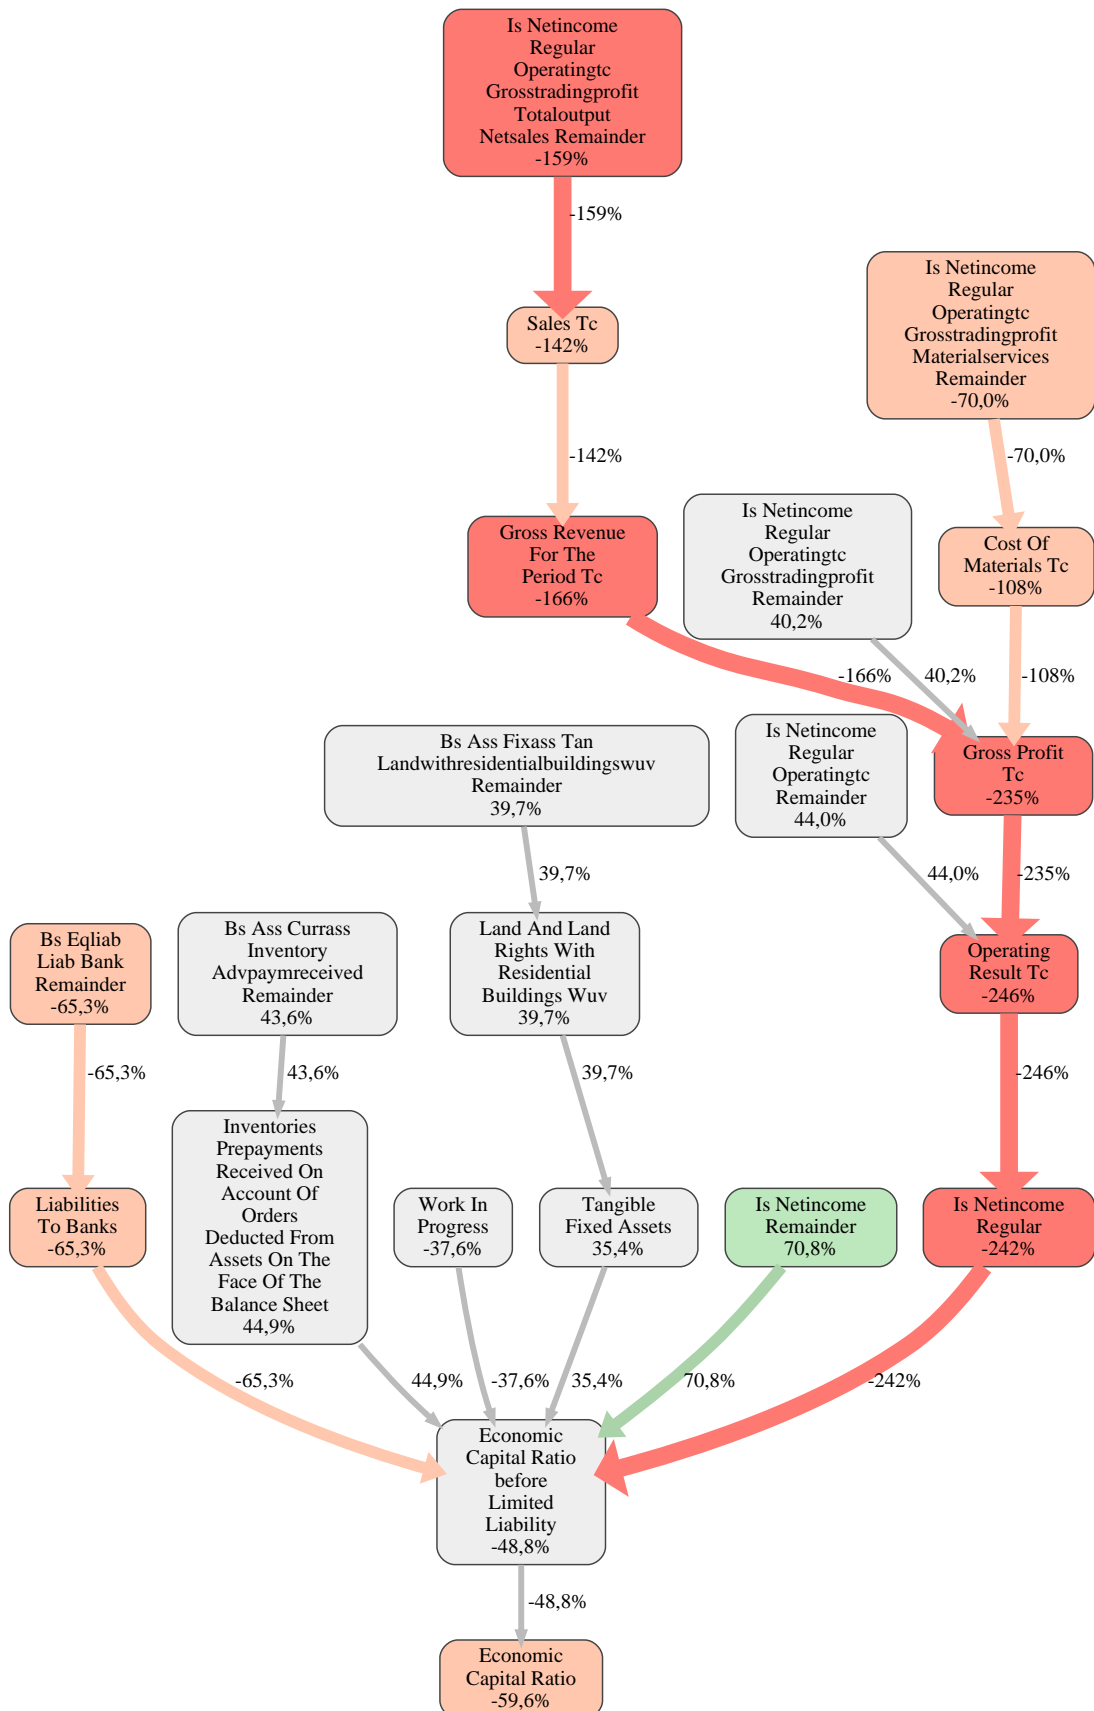 Is Netincome
Regular
Operatingtc
Grosstradingprofit
Totaloutput
Netsales Remainder
-159%
-159%
Is Netincome
Regular
Operatingtc
Grosstradingprofit
Materialservices
Remainder
-70,0%
Sales Tc
-142%
-142%
-70,0%
Gross Revenue
For The
Period Tc
-166%
Is Netincome
Regular
Operatingtc
Grosstradingprofit
Remainder
40,2%
Cost Of
Materials Tc
-108%
-166%
40,2%
-108%
Bs Ass Fixass Tan
Landwithresidentialbuildingswuv
Remainder
39,7%
Is Netincome
Regular
Operatingtc
Remainder
44,0%
Gross Profit
Tc
-235%
39,7%
44,0%
-235%
Bs Eqliab
Liab Bank
Remainder
-65,3%
Bs Ass Currass
Inventory
Advpaymreceived
Remainder
43,6%
Land And Land
Rights With
Residential
Buildings Wuv
39,7%
Operating
Result Tc
-246%
-65,3%
43,6%
39,7%
-246%
Liabilities
To Banks
-65,3%
Inventories
Prepayments
Received On
Account Of
Orders
Deducted From
Assets On The
Face Of The
Balance Sheet
44,9%
Work In
Progress
-37,6%
Tangible
Fixed Assets
35,4%
Is Netincome
Remainder
70,8%
Is Netincome
Regular
-242%
-65,3%
44,9%
-37,6%
35,4%
70,8%
-242%
Economic
Capital Ratio
before
Limited
Liability
-48,8%
-48,8%
Economic
Capital Ratio
-59,6%